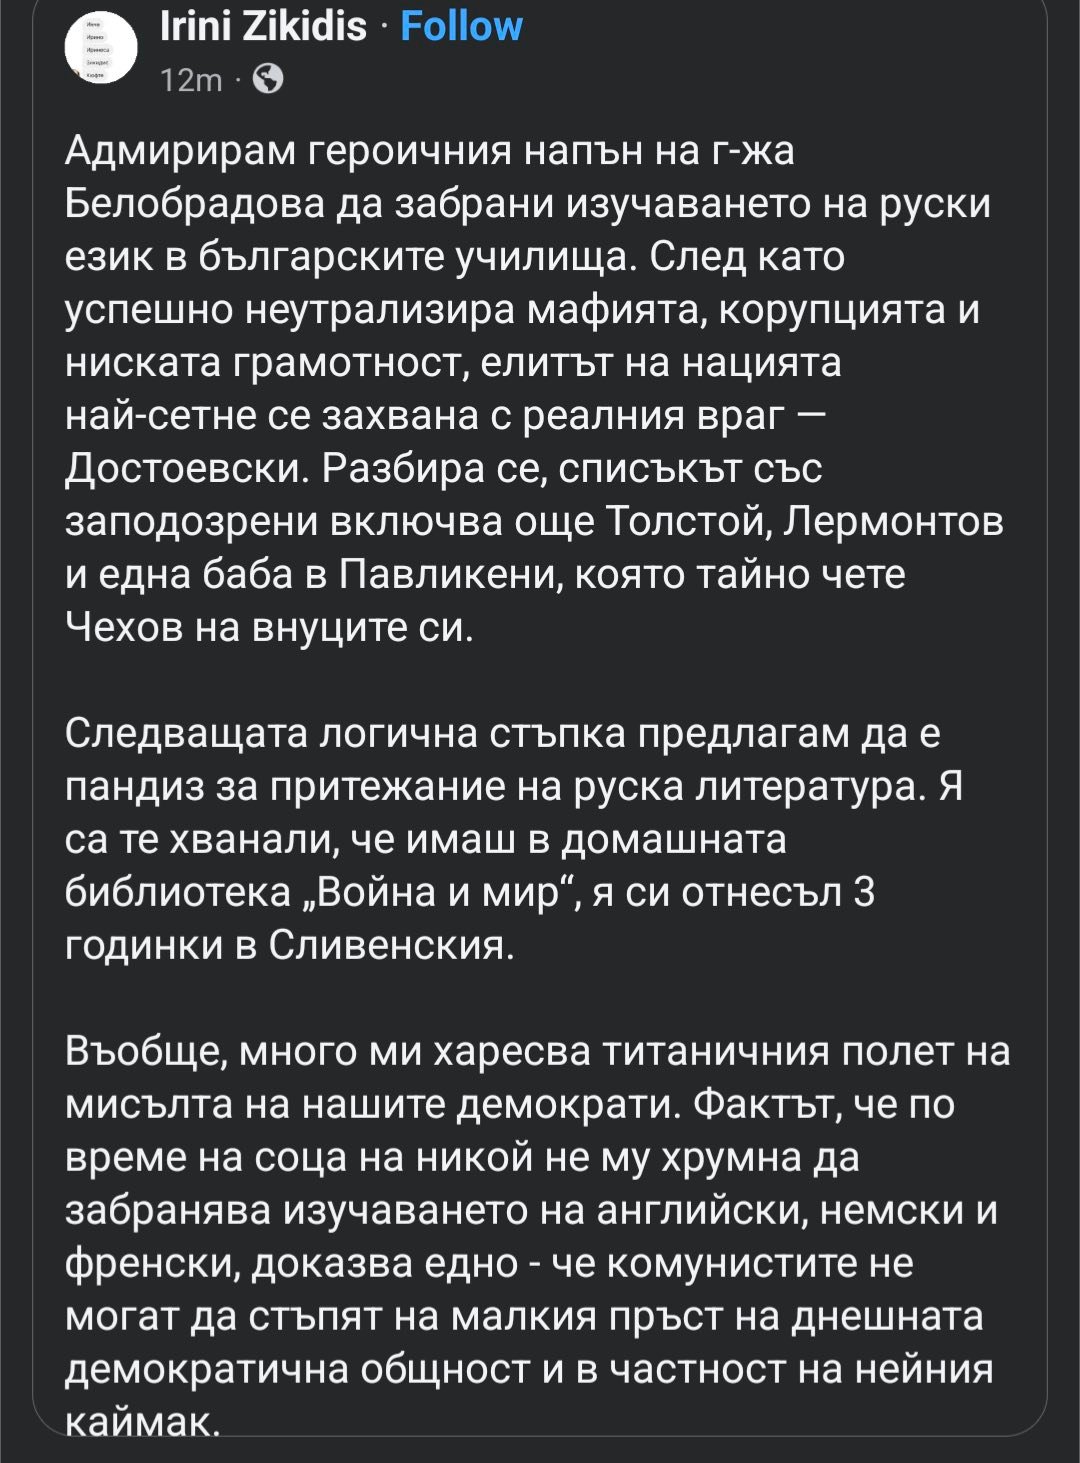 Irini Zikidis · Follow
12m ·
Адмирирам героичния напън на г-жа
Белобрадова да забрани изучаването на руски
език в българските училища. След като
успешно неутрализира мафията, корупцията и
ниската грамотност, елитът на нацията
най-сетне се захвана с реалния враг —
Достоевски. Разбира се, списъкът със
заподозрени включва още Толстой, Лермонтов
и една баба в Павликени, която тайно чете
Чехов на внуците си.
Следващата логична стъпка предлагам да е
пандиз за притежание на руска литература. Я
са те хванали, че имаш в домашната
библиотека „Война и мир“, я си отнесъл 3
годинки в Сливенския.
Въобще, много ми харесва титаничния полет на
мисълта на нашите демократи. Фактът, че по
време на соца на никой не му хрумна да
забранява изучаването на английски, немски и
френски, доказва едно - че комунистите не
могат да стъпят на малкия пръст на днешната
демократична общност и в частност на нейния
каймак.